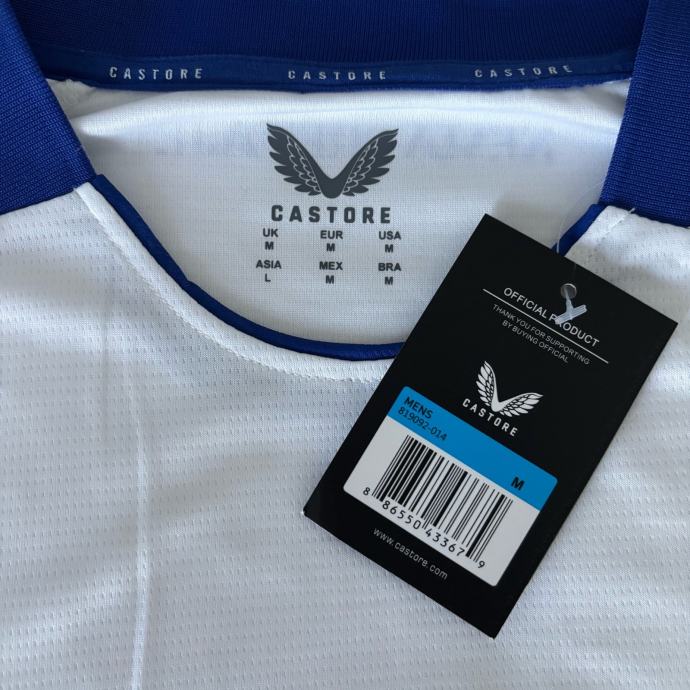 CASTORE CASTORE CASTORE
CASTORE
UK EUR USA
M M M
ASIA MEX BRA
L M M
OFFICIAL PRODUCT
THANK YOU FOR SUPPORTING
BY BUYING OFFICIAL
CASTORE
MENS
819092-014
M
8 86550 43367 9
www.castore.com